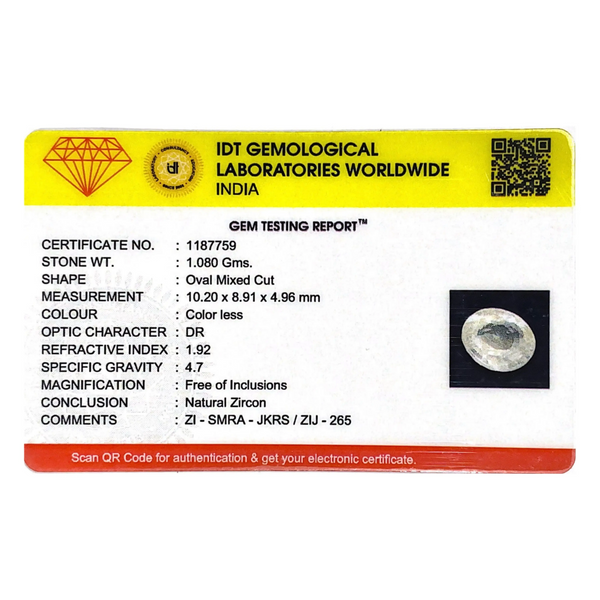 IDT GEMOLOGICAL
LABORATORIES WORLDWIDE
INDIA
GEM TESTING REPORT™
CERTIFICATE NO. : 1187759
STONE WT. : 1.080 Gms.
SHAPE : Oval Mixed Cut
MEASUREMENT : 10.20 x 8.91 x 4.96 mm
COLOUR : Color less
OPTIC CHARACTER : DR
REFRACTIVE INDEX : 1.92
SPECIFIC GRAVITY : 4.7
MAGNIFICATION : Free of Inclusions
CONCLUSION : Natural Zircon
COMMENTS : ZI - SMRA - JKRS / ZIJ - 265
Scan QR Code for authentication & get your electronic certificate.